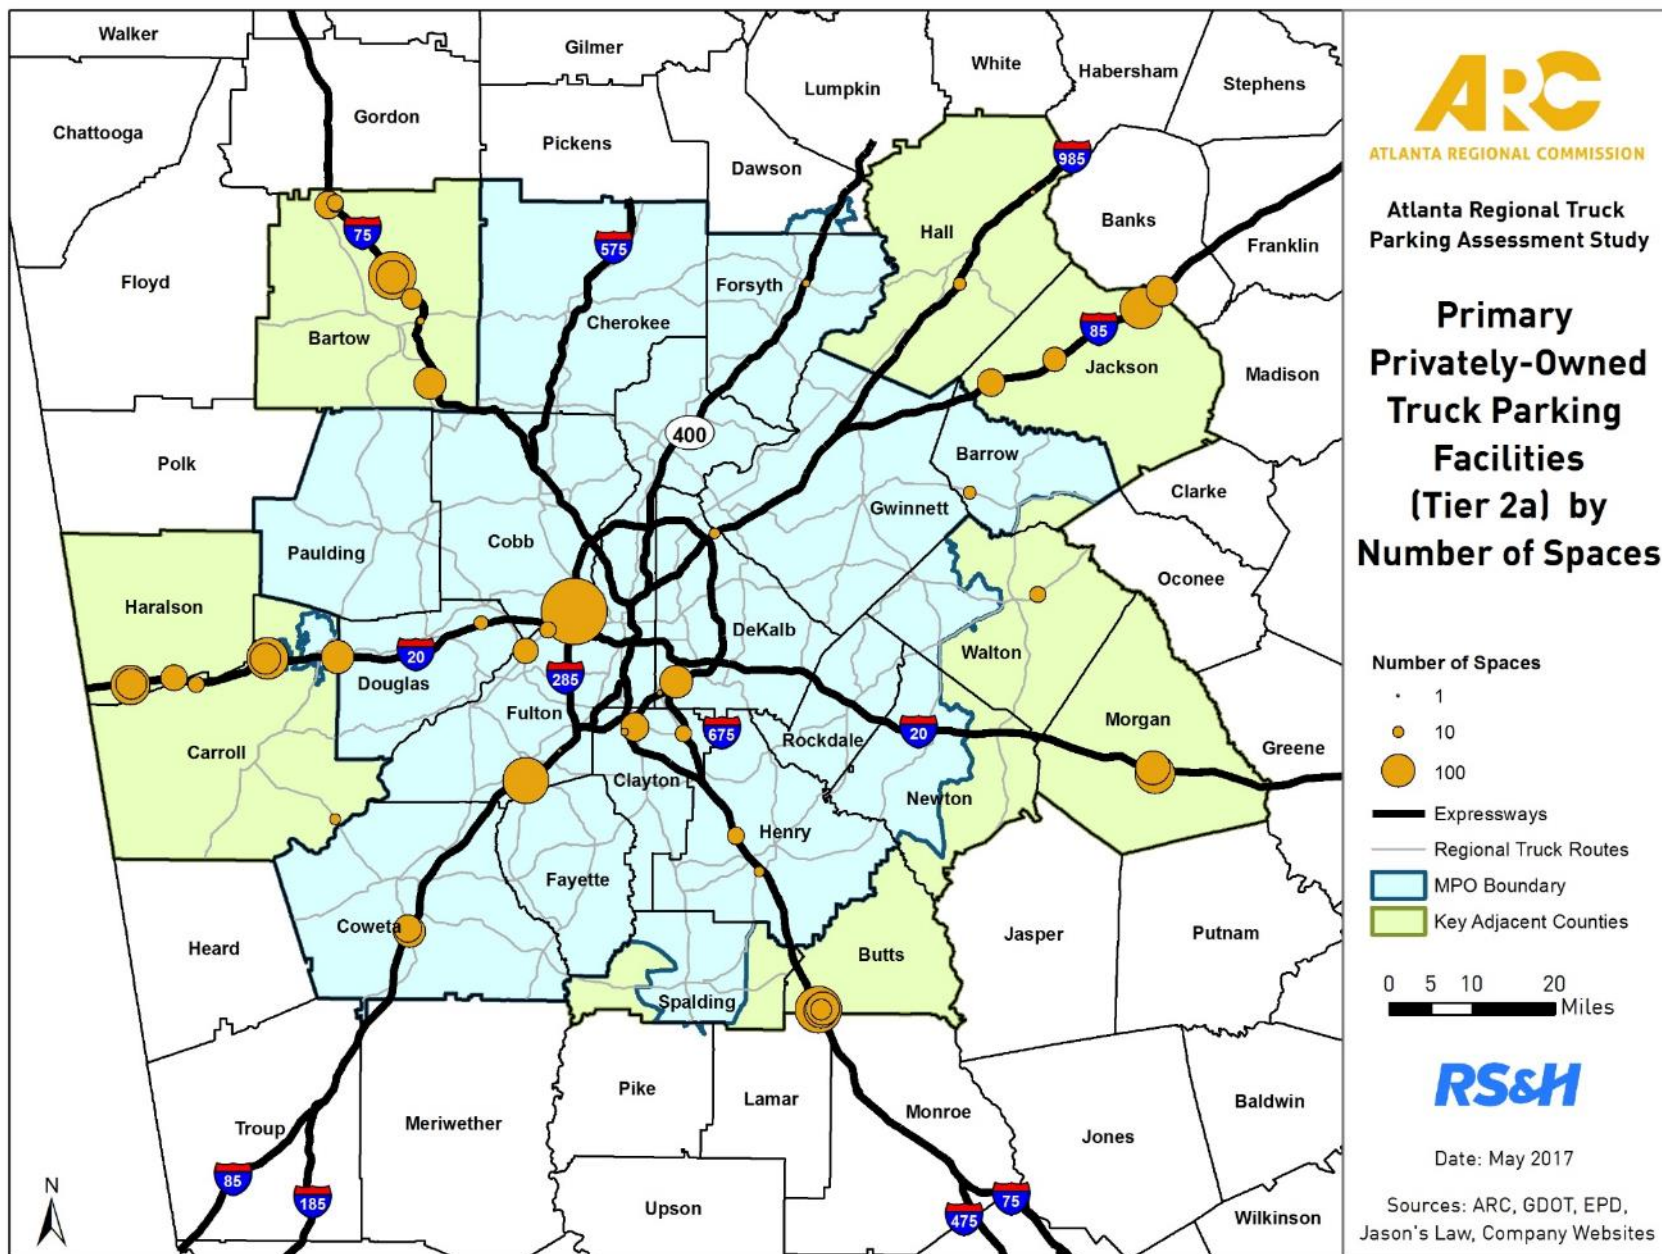 Walker
Gilmer
White
Habersham
Stephens
Lumpkin
Chattooga
Gordon
Pickens
Dawson
985
Banks
Franklin
Hall
75
575
Floyd
Forsyth
Cherokee
85
Bartow
Jackson
Madison
400
Polk
Barrow
Clarke
Gwinnett
Cobb
Paulding
Oconee
Haralson
DeKalb
Walton
20
285
Douglas
Fulton
Morgan
675
20
Rockdale
Greene
Carroll
Clayton
Newton
Henry
Fayette
Coweta
Heard
Jasper
Putnam
Butts
Spalding
Pike
Lamar
Monroe
Baldwin
Troup
Meriwether
Jones
85
185
Upson
75
475
Wilkinson
N
ARC
ATLANTA REGIONAL COMMISSION
Atlanta Regional Truck
Parking Assessment Study
Primary
Privately-Owned
Truck Parking
Facilities
(Tier 2a) by
Number of Spaces
Number of Spaces
1
10
100
Expressways
Regional Truck Routes
MPO Boundary
Key Adjacent Counties
0 5 10 20
Miles
RS&H
Date: May 2017
Sources: ARC, GDOT, EPD,
Jason's Law, Company Websites